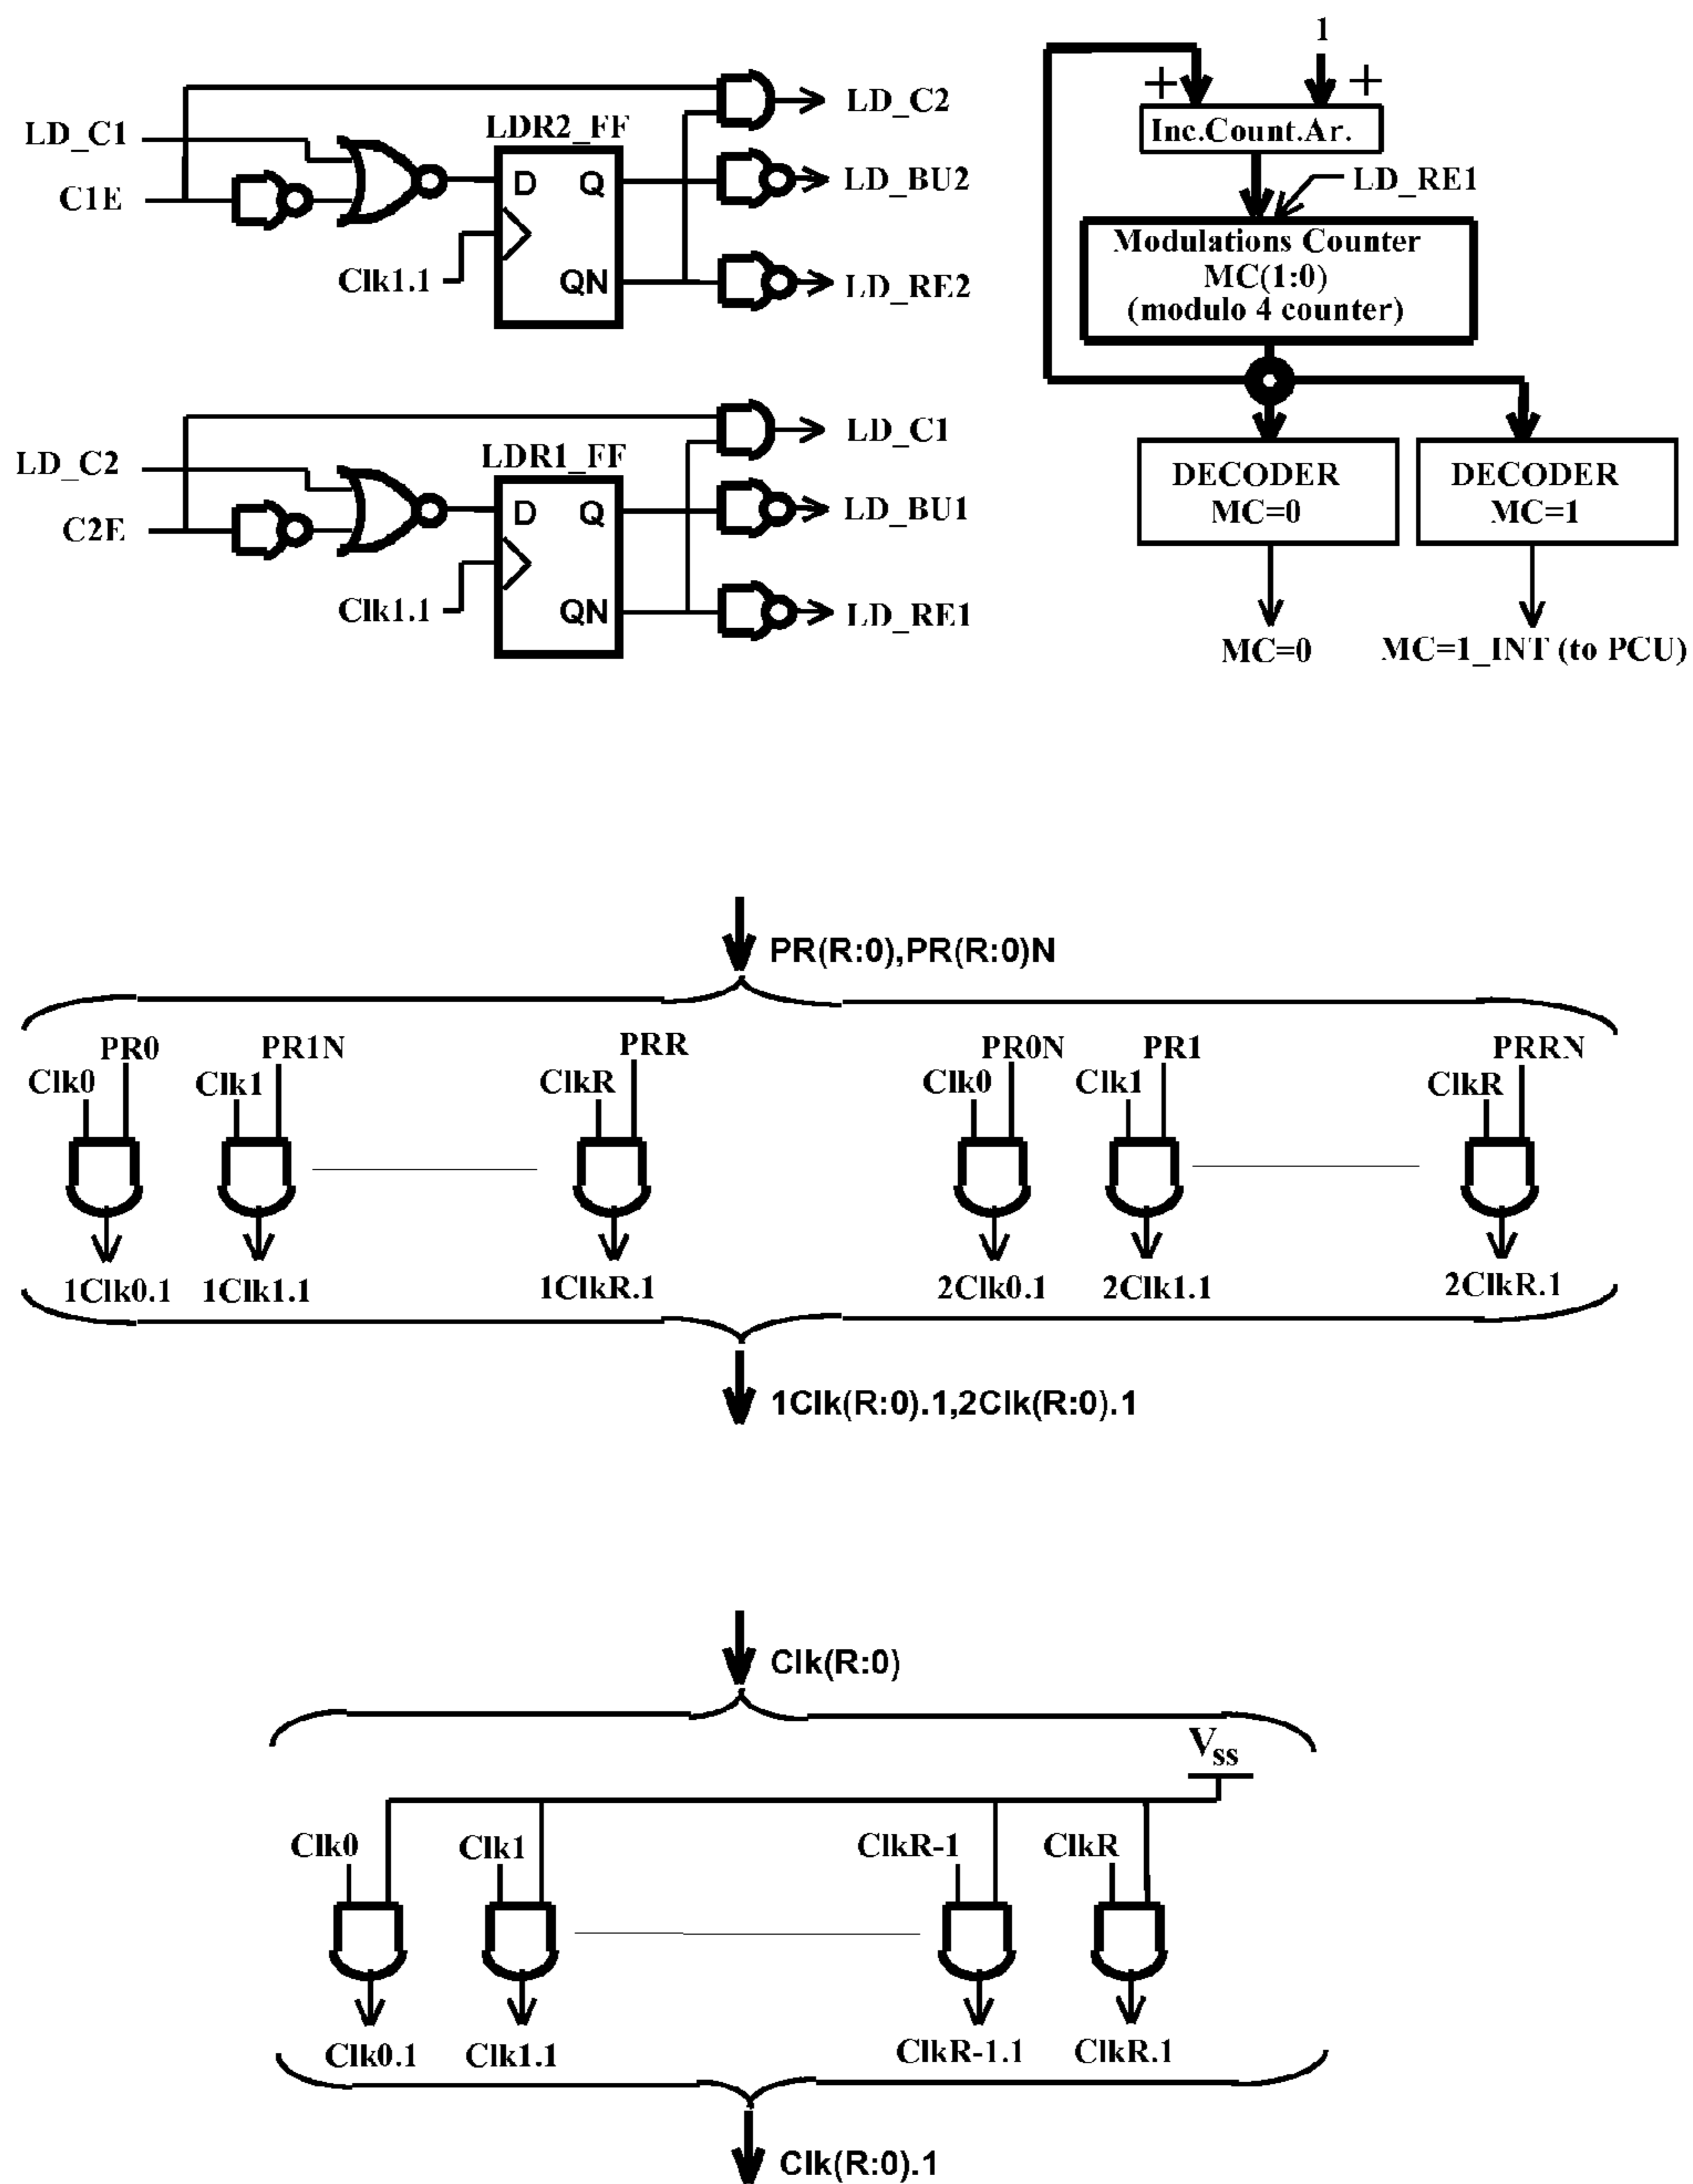 LD_C1
C1E
LDR2_FF
D
Q
QN
Clk1.1
LD_C2
LD_BU2
LD_RE2
LD_C2
C2E
LDR1_FF
D
Q
QN
Clk1.1
LD_C1
LD_BU1
LD_RE1
1
+
+
Inc.Count.Ar.
LD_RE1
Modulations Counter
MC(1:0)
(modulo 4 counter)
DECODER
MC=0
DECODER
MC=1
MC=0
MC=1_INT (to PCU)
PR(R:0),PR(R:0)N
PR0
PR1N
PRR
PR0N
PR1
PRRN
Clk0
Clk1
ClkR
Clk0
Clk1
ClkR
1Clk0.1
1Clk1.1
1ClkR.1
2Clk0.1
2Clk1.1
2ClkR.1
1Clk(R:0).1,2Clk(R:0).1
Clk(R:0)
Vss
Clk0
Clk1
ClkR-1
ClkR
Clk0.1
Clk1.1
ClkR-1.1
ClkR.1
Clk(R:0).1